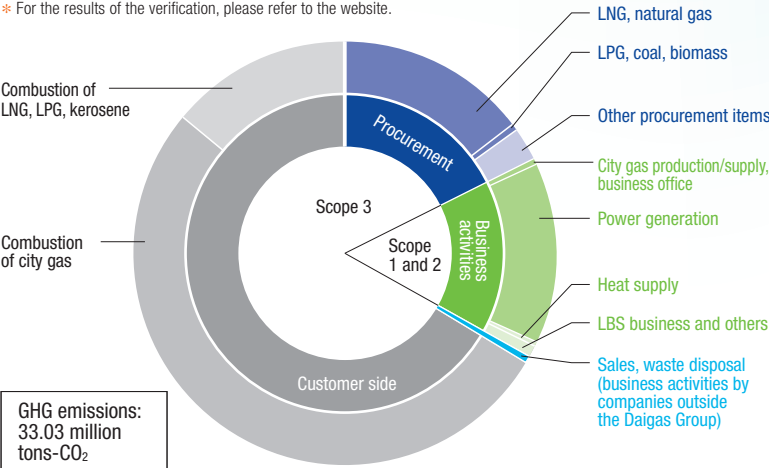 * For the results of the verification, please refer to the website.
LNG, natural gas
LPG, coal, biomass
Other procurement items
City gas production/supply,
business office
Power generation
Heat supply
LBS business and others
Sales, waste disposal
(business activities by
companies outside
the Daigas Group)
Combustion of
LNG, LPG, kerosene
Combustion
of city gas
Procurement
Business
activities
Scope 3
Scope
1 and 2
Customer side
GHG emissions:
33.03 million
tons-CO₂